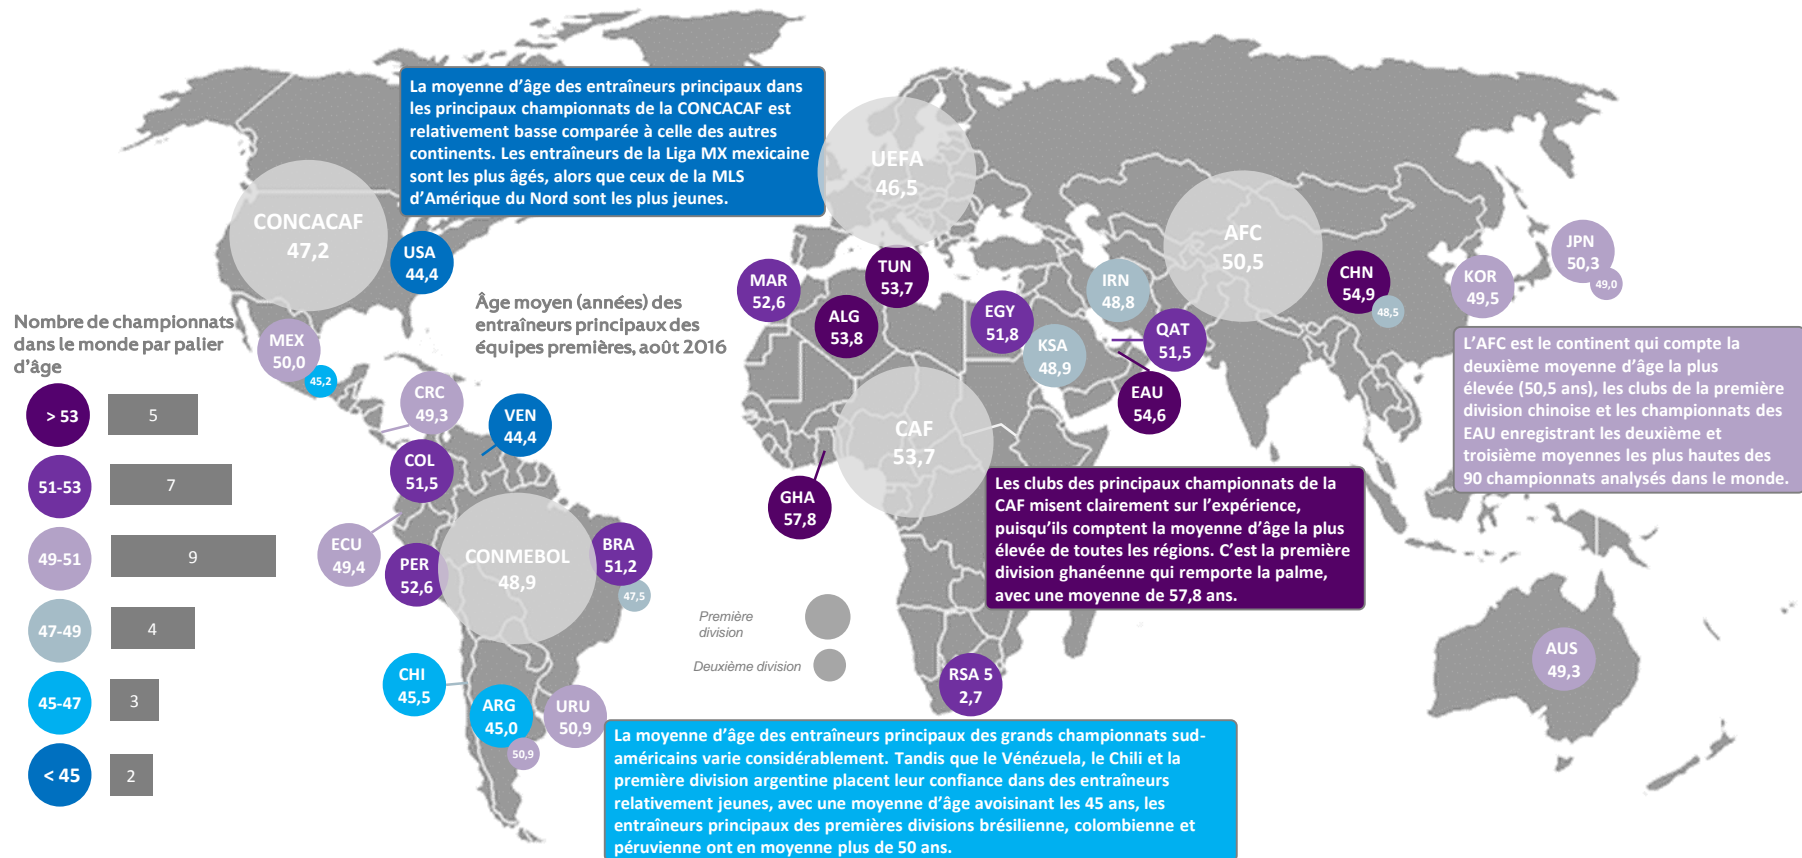 La moyenne d’âge des entraîneurs principaux dans
les principaux championnats de la CONCACAF est
relativement basse comparée à celle des autres
continents. Les entraîneurs de la Liga MX mexicaine
sont les plus âgés, alors que ceux de la MLS
d’Amérique du Nord sont les plus jeunes.
UEFA
46,5
CONCACAF
47,2
USA
44,4
AFC
50,5
TUN
53,7
MAR
52,6
ALG
53,8
EGY
51,8
IRN
48,8
KSA
48,9
QAT
51,5
EAU
54,6
CHN
54,9
48,5
KOR
49,5
JPN
50,3
49,0
Âge moyen (années) des
entraîneurs principaux des
équipes premières, août 2016
Nombre de championnats
dans le monde par palier
d’âge
> 53
5
51-53
7
49-51
9
47-49
4
45-47
3
< 45
2
MEX
50,0
45,2
CRC
49,3
VEN
44,4
COL
51,5
ECU
49,4
PER
52,6
CONMEBOL
48,9
BRA
51,2
47,5
CHI
45,5
ARG
45,0
50,9
URU
50,9
CAF
53,7
GHA
57,8
RSA 5
2,7
AUS
49,3
Première
division
Deuxième division
L’AFC est le continent qui compte la
deuxième moyenne d’âge la plus
élevée (50,5 ans), les clubs de la première
division chinoise et les championnats des
EAU enregistrant les deuxième et
troisième moyennes les plus hautes des
90 championnats analysés dans le monde.
Les clubs des principaux championnats de la
CAF misent clairement sur l’expérience,
puisqu’ils comptent la moyenne d’âge la plus
élevée de toutes les régions. C’est la première
division ghanéenne qui remporte la palme,
avec une moyenne de 57,8 ans.
La moyenne d’âge des entraîneurs principaux des grands championnats sud-
américains varie considérablement. Tandis que le Vénézuela, le Chili et la
première division argentine placent leur confiance dans des entraîneurs
relativement jeunes, avec une moyenne d’âge avoisinant les 45 ans, les
entraîneurs principaux des premières divisions brésilienne, colombienne et
péruvienne ont en moyenne plus de 50 ans.